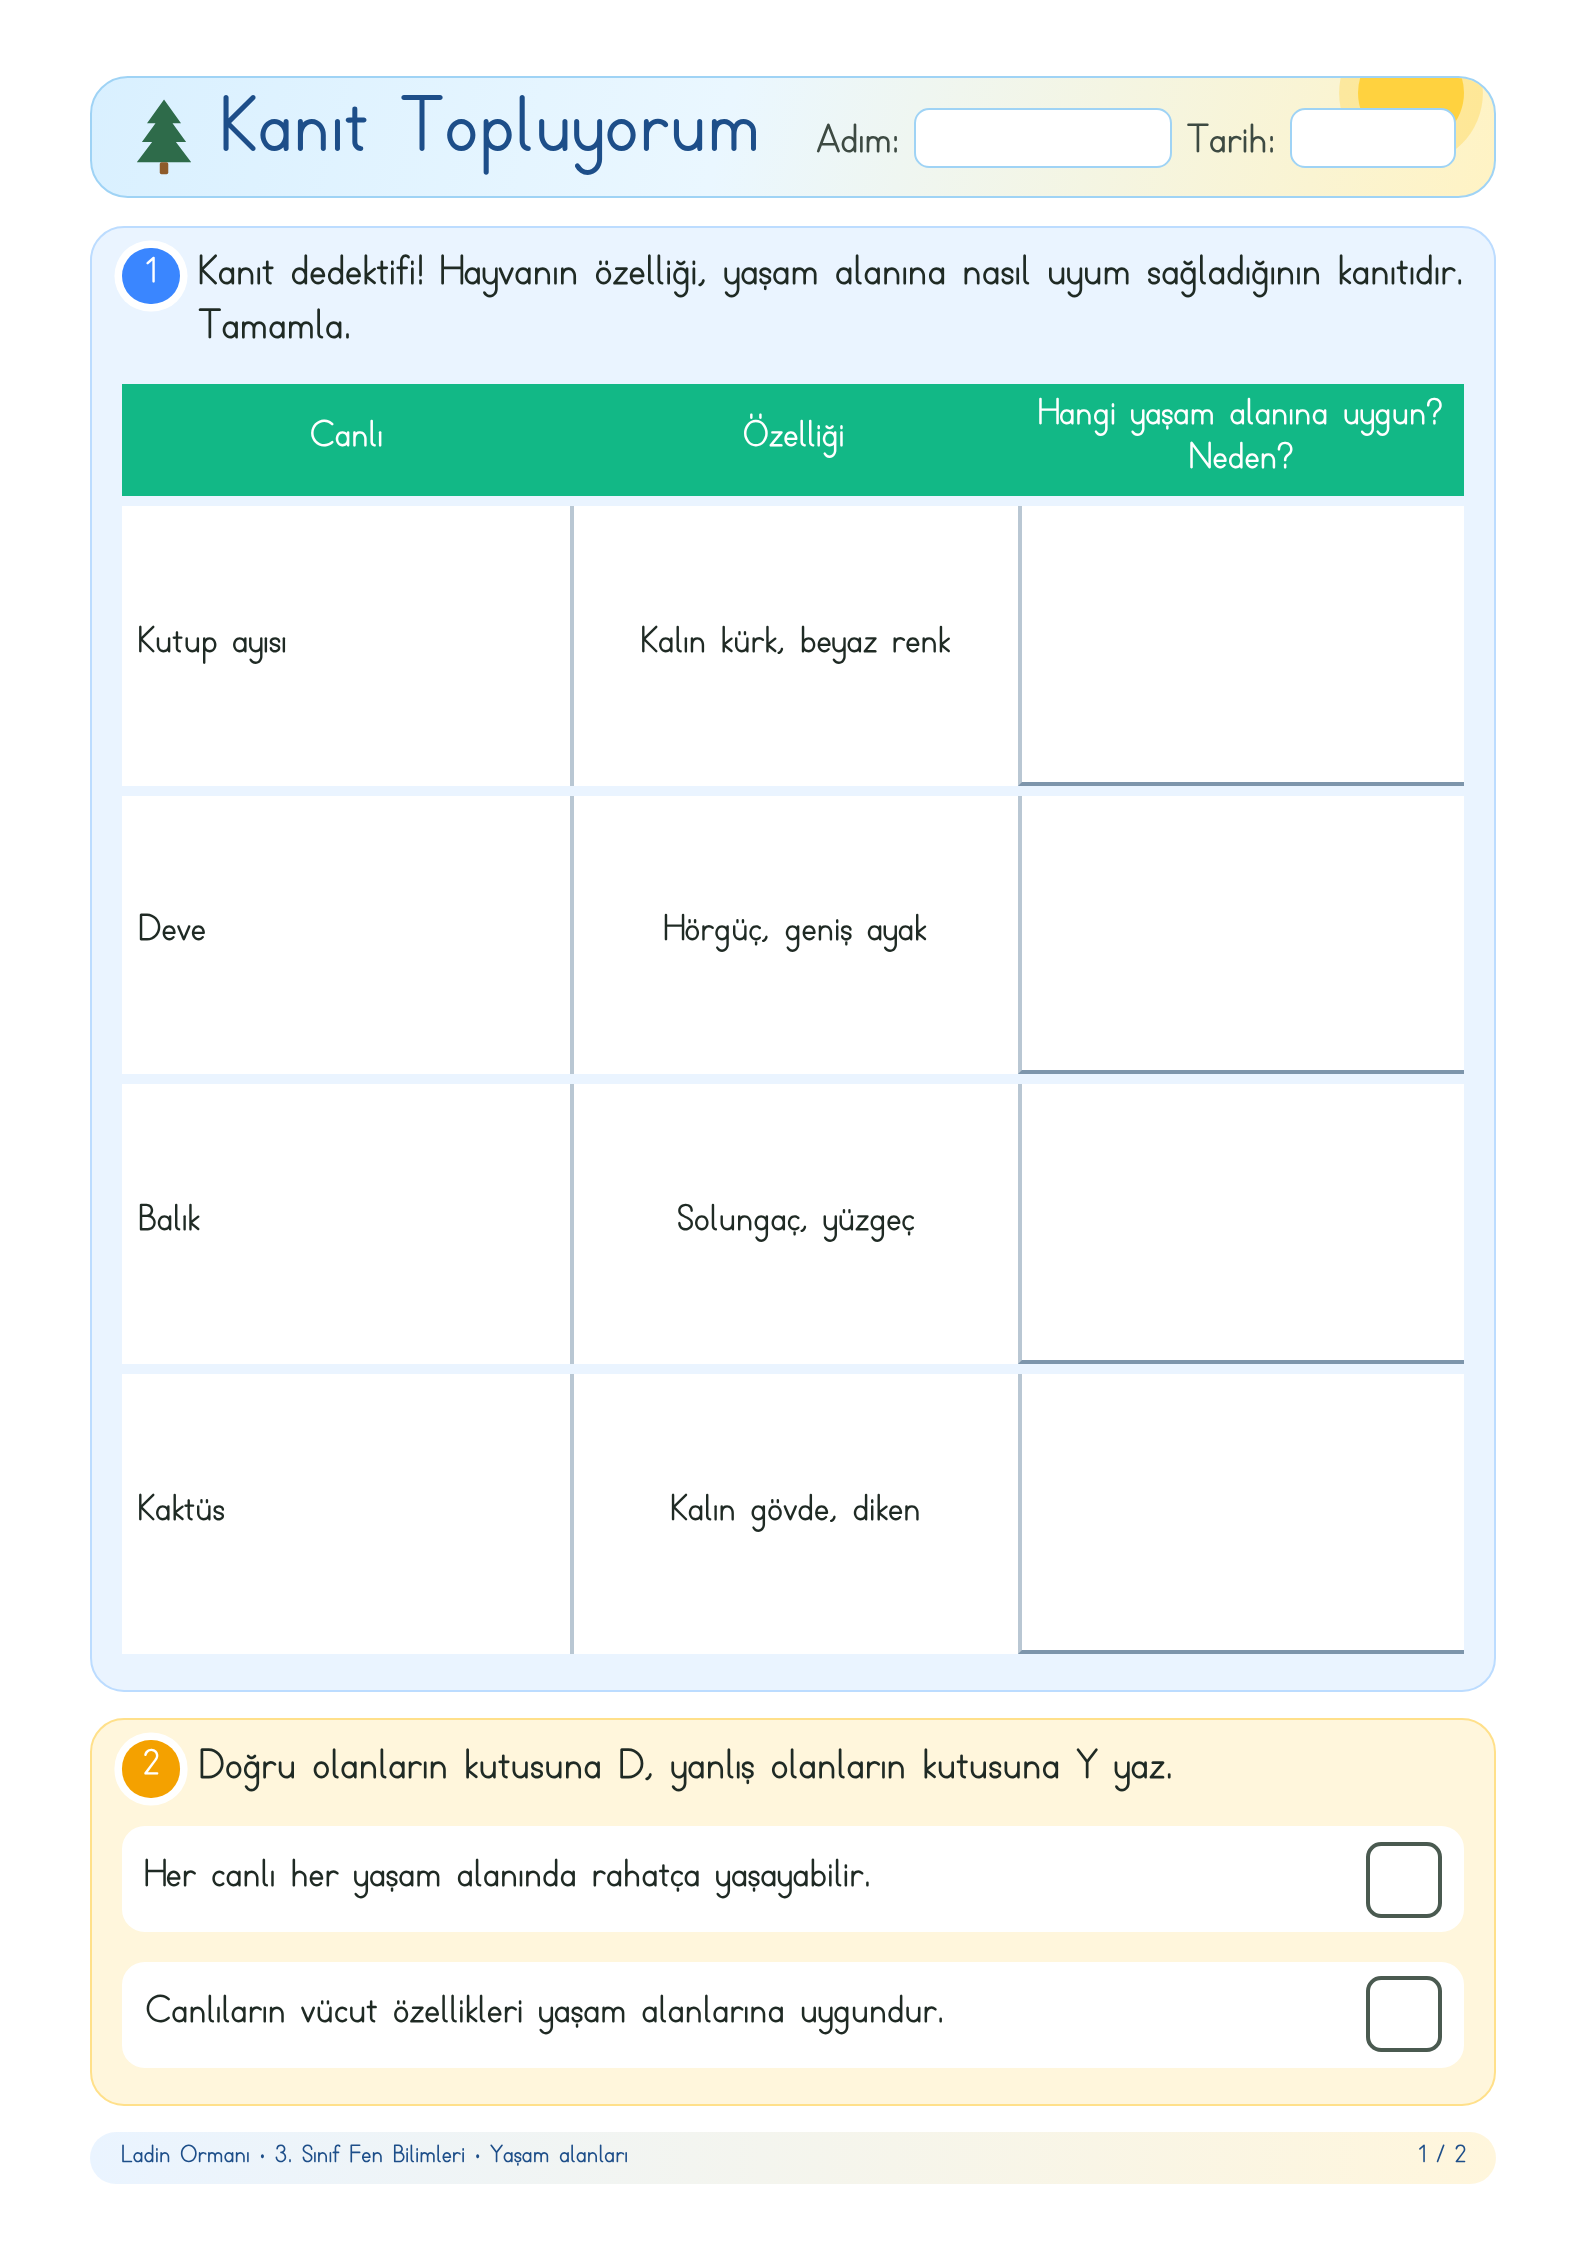 Kanıt Topluyorum
Adım:
Tarih:
1
Kanıt dedektifi! Hayvanın özelliği, yaşam alanına nasıl uyum sağladığının kanıtıdır.
Tamamla.
Canlı
Özelliği
Hangi yaşam alanına uygun?
Neden?
Kutup ayısı
Kalın kürk, beyaz renk
Deve
Hörgüç, geniş ayak
Balık
Solungaç, yüzgeç
Kaktüs
Kalın gövde, diken
2
Doğru olanların kutusuna D, yanlış olanların kutusuna Y yaz.
Her canlı her yaşam alanında rahatça yaşayabilir.
Canlıların vücut özellikleri yaşam alanlarına uygundur.
Ladin Ormanı • 3. Sınıf Fen Bilimleri • Yaşam alanları
1 / 2